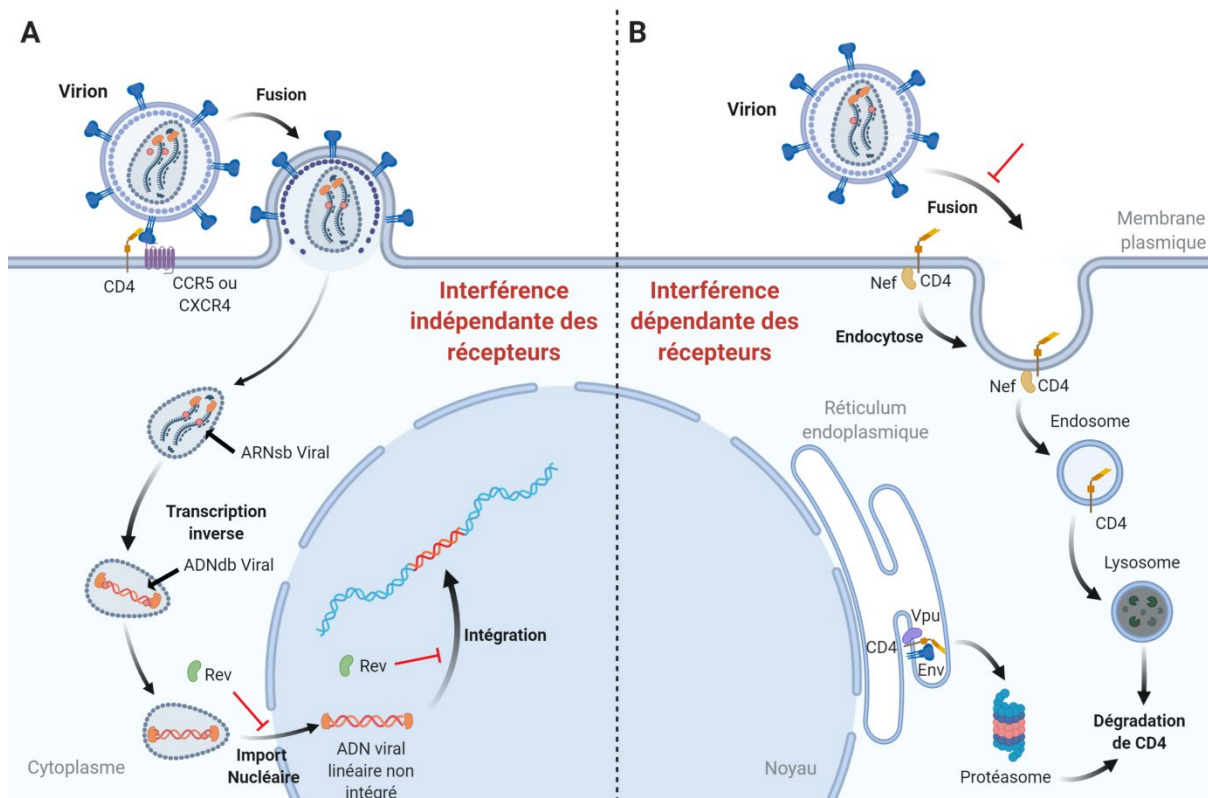 A
Virion
Fusion
CD4
CCR5 ou
CXCR4
Interférence
indépendante des
récepteurs
ARNsb Viral
Transcription
inverse
ADNdb Viral
Rev
Import
Nucléaire
Cytoplasme
Rev
Intégration
ADN viral
linéaire non
intégré
B
Virion
Fusion
Membrane
plasmique
Nef
CD4
Interférence
dépendante des
récepteurs
Endocytose
Nef
CD4
Réticulum
endoplasmique
Endosome
CD4
Lysosome
Vpu
CD4
Env
Dégradation
de CD4
Protéasome
Noyau